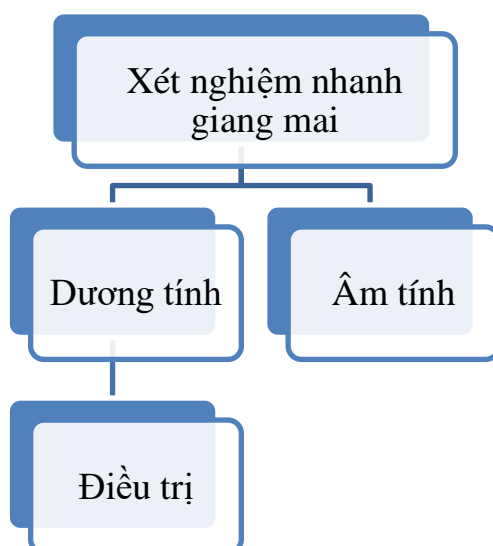 Xét nghiệm nhanh
giang mai
Dương tính
Âm tính
Điều trị